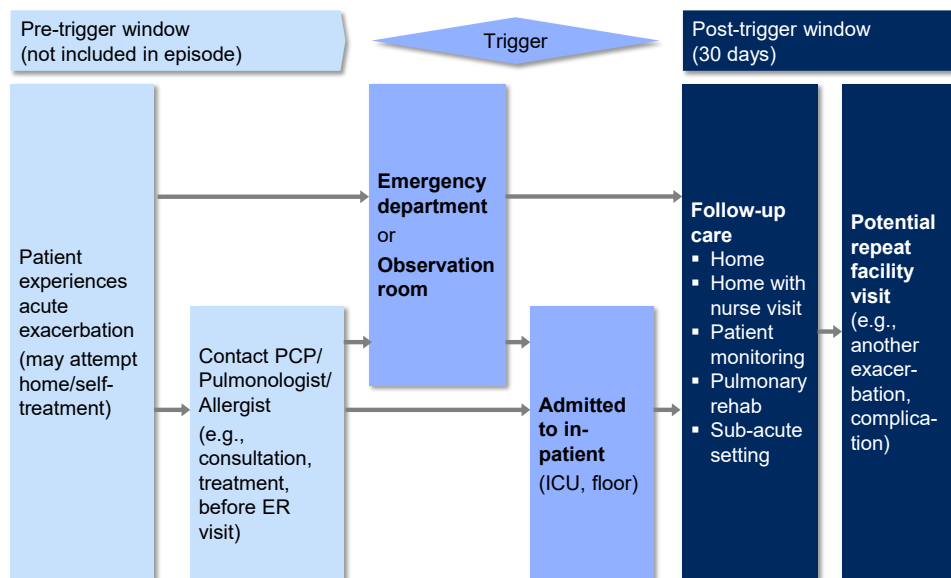 Pre-trigger window
(not included in episode)
Trigger
Post-trigger window
(30 days)
Patient
experiences
acute
exacerbation
(may attempt
home/self-
treatment)
Contact PCP/
Pulmonologist/
Allergist
(e.g.,
consultation,
treatment,
before ER
visit)
Emergency
department
or
Observation
room
Admitted
to in-
patient
(ICU, floor)
Follow-up
care
▪ Home
▪ Home with
nurse visit
▪ Patient
monitoring
▪ Pulmonary
rehab
▪ Sub-acute
setting
Potential
repeat
facility
visit
(e.g.,
another
exacer-
bation,
complica-
tion)